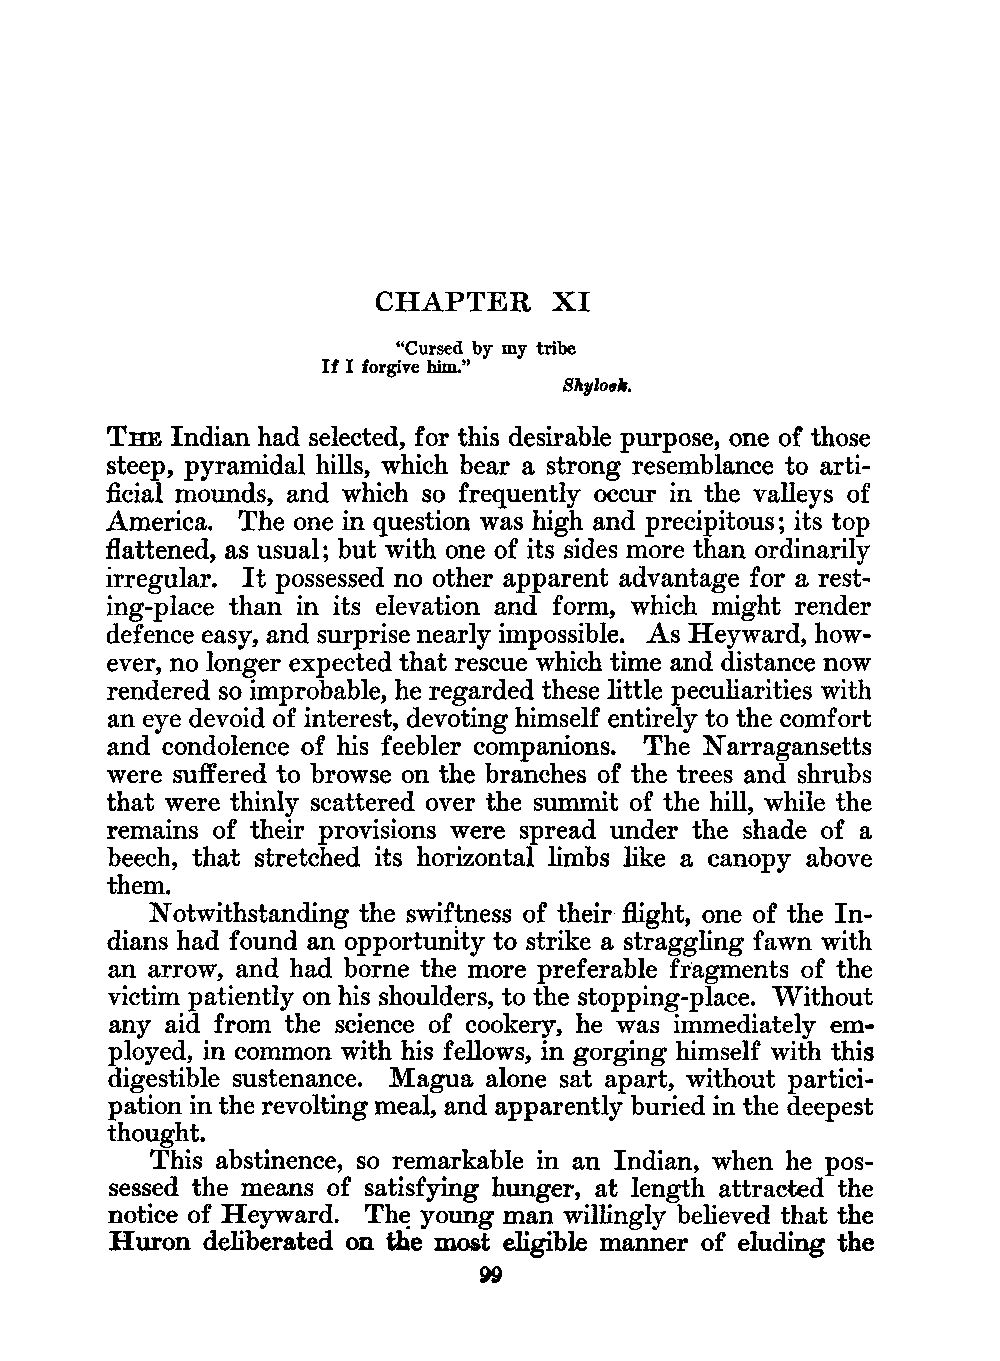 CHAPTER XI
“Cursed by my tribe
If I forgive him.”
Shylock.
THE Indian had selected, for this desirable purpose, one of those
steep, pyramidal hills, which bear a strong resemblance to arti-
ficial mounds, and which so frequently occur in the valleys of
America. The one in question was high and precipitous; its top
flattened, as usual; but with one of its sides more than ordinarily
irregular. It possessed no other apparent advantage for a rest-
ing-place than in its elevation and form, which might render
defence easy, and surprise nearly impossible. As Heyward, how-
ever, no longer expected that rescue which time and distance now
rendered so improbable, he regarded these little peculiarities with
an eye devoid of interest, devoting himself entirely to the comfort
and condolence of his feebler companions. The Narragansetts
were suffered to browse on the branches of the trees and shrubs
that were thinly scattered over the summit of the hill, while the
remains of their provisions were spread under the shade of a
beech, that stretched its horizontal limbs like a canopy above
them.
Notwithstanding the swiftness of their flight, one of the In-
dians had found an opportunity to strike a straggling fawn with
an arrow, and had borne the more preferable fragments of the
victim patiently on his shoulders, to the stopping-place. Without
any aid from the science of cookery, he was immediately em-
ployed, in common with his fellows, in gorging himself with this
digestible sustenance. Magua alone sat apart, without partici-
pation in the revolting meal, and apparently buried in the deepest
thought.
This abstinence, so remarkable in an Indian, when he pos-
sessed the means of satisfying hunger, at length attracted the
notice of Heyward. The young man willingly believed that the
Huron deliberated on the most eligible manner of eluding the
99